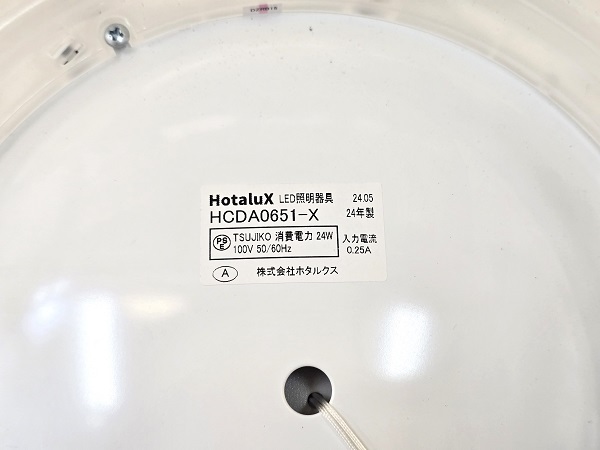 HotaluX LED照明器具 24.05
HCDA0651-X 24年製
PSE TSUJIKO 消費電力 24W 入力電流
100V 50/60Hz 0.25A
A 株式会社ホタルクス